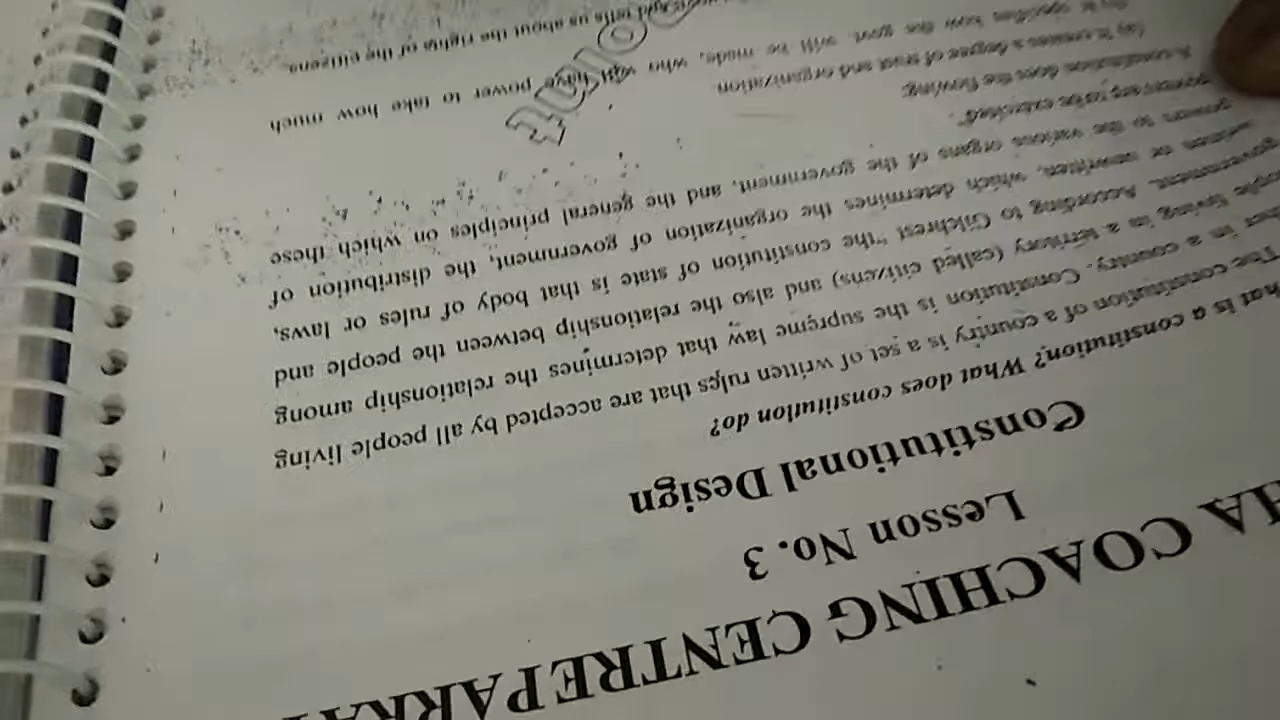 HA COACHING CENTRE PARRA
Lesson No. 3
Constitutional Design
hat is a constitution? What does constitution do?
The constitution of a country is a set of written rules that are accepted by all people living
in a country. Constitution is the supreme law that determines the relationship among
people living in a territory (called citizens) and also the relationship between the people and
government. According to Gilchrest "the constitution of state is that body of rules or laws,
written or unwritten, which determines the organization of government, the distribution of
powers to the various organs of the government, and the general principles on which these
powers are to be exercised".
A constitution does the flowing:
(a) It creates a degree of trust and organization.
(b) It specifies how the govt. will be made, who will have power to take how much
tells us about the rights of the citizens